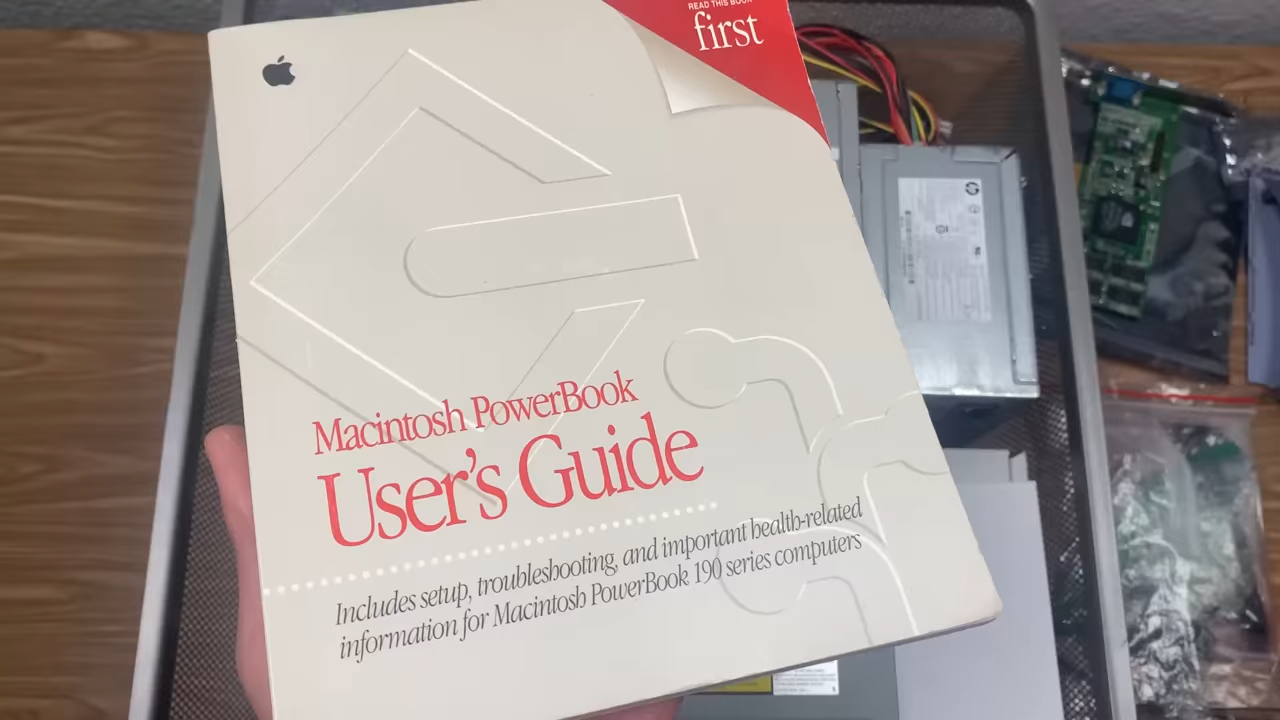 READ THIS BOOK
first
Macintosh PowerBook
User's Guide
Includes setup, troubleshooting, and important health-related
information for Macintosh PowerBook 190 series computers
hp